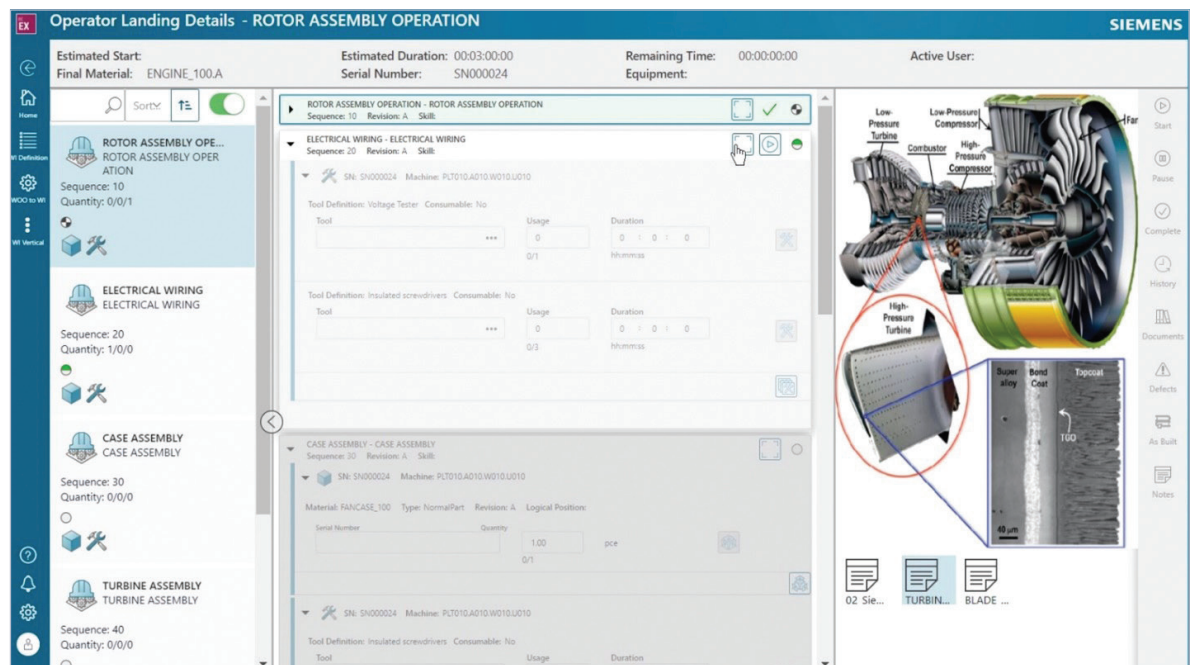 EX
Operator Landing Details - ROTOR ASSEMBLY OPERATION
SIEMENS
Estimated Start:
Final Material: ENGINE_100.A
Estimated Duration: 00:03:00:00
Serial Number: SN000024
Remaining Time: 00:00:00:00
Equipment:
Active User:
Home
WI Definition
WOO to WI
WI Vertical
Sort
ROTOR ASSEMBLY OPE...
ROTOR ASSEMBLY OPER
ATION
Sequence: 10
Quantity: 0/0/1
ELECTRICAL WIRING
ELECTRICAL WIRING
Sequence: 20
Quantity: 1/0/0
CASE ASSEMBLY
CASE ASSEMBLY
Sequence: 30
Quantity: 0/0/0
TURBINE ASSEMBLY
TURBINE ASSEMBLY
Sequence: 40
Quantity: 0/0/0
ROTOR ASSEMBLY OPERATION - ROTOR ASSEMBLY OPERATION
Sequence: 10 Revision: A Skill:
ELECTRICAL WIRING - ELECTRICAL WIRING
Sequence: 20 Revision: A Skill:
SN: SN000024 Machine: PLT010.A010.W010.U010
Tool Definition: Voltage Tester Consumable: No
Tool Usage Duration
... 0 0 : 0 : 0
0/1 hh:mm:ss
Tool Definition: Insulated screwdrivers Consumable: No
Tool Usage Duration
... 0 0 : 0 : 0
0/3 hh:mm:ss
CASE ASSEMBLY - CASE ASSEMBLY
Sequence: 30 Revision: A Skill:
SN: SN000024 Machine: PLT010.A010.W010.U010
Material: FANCASE_100 Type: NormalPart Revision: A Logical Position:
Serial Number Quantity
1.00 pce
0/1
SN: SN000024 Machine: PLT010.A010.W010.U010
Tool Definition: Insulated screwdrivers Consumable: No
Tool Usage Duration
Low-
Pressure
Turbine
Low-Pressure
Compressor
Fan
Combustor
High-
Pressure
Compressor
High-
Pressure
Turbine
Super
alloy
Bond
Coat
Topcoat
TGO
40 μm
02 Sie...
TURBIN...
BLADE ...
Start
Pause
Complete
History
Documents
Defects
As Built
Notes